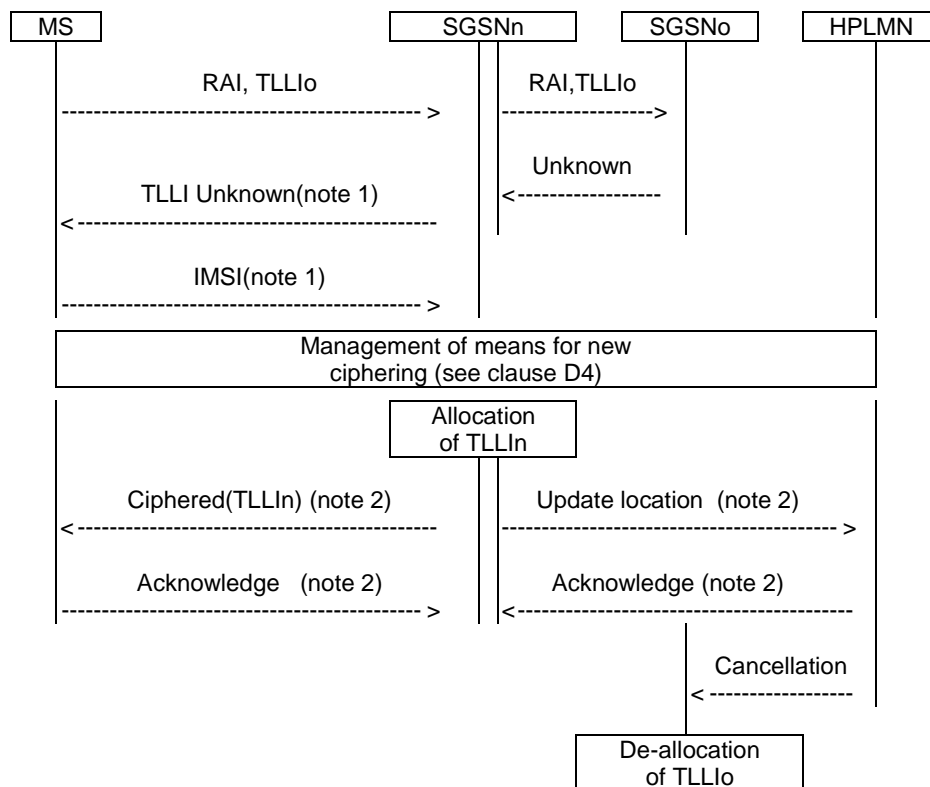 MS SGSNn SGSNo HPLMN
RAI, TLLIo RAI,TLLIo
Unknown
TLLI Unknown(note 1)
IMSI(note 1)
Management of means for new
ciphering (see clause D4)
Allocation
of TLLIn
Ciphered(TLLIn) (note 2) Update location (note 2)
Acknowledge (note 2) Acknowledge (note 2)
Cancellation
De-allocation
of TLLIo